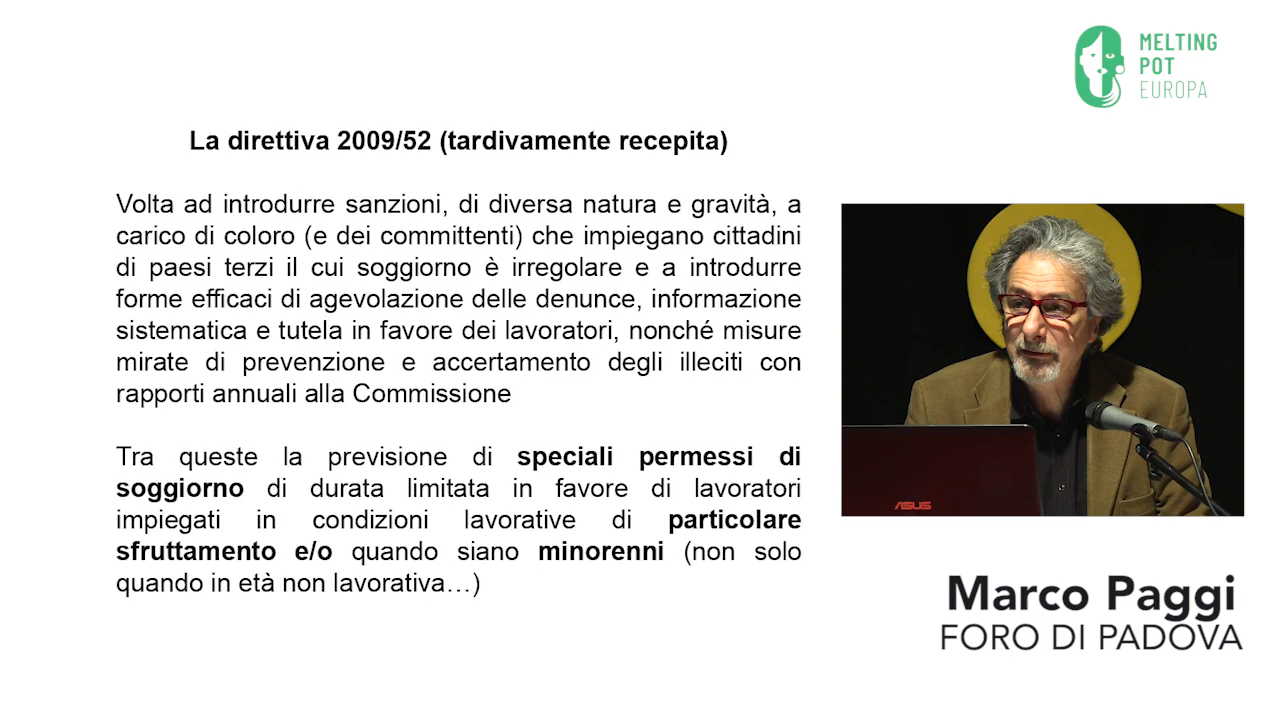 MELTING
POT
EUROPA
La direttiva 2009/52 (tardivamente recepita)
Volta ad introdurre sanzioni, di diversa natura e gravità, a
carico di coloro (e dei committenti) che impiegano cittadini
di paesi terzi il cui soggiorno è irregolare e a introdurre
forme efficaci di agevolazione delle denunce, informazione
sistematica e tutela in favore dei lavoratori, nonché misure
mirate di prevenzione e accertamento degli illeciti con
rapporti annuali alla Commissione
Tra queste la previsione di speciali permessi di
soggiorno di durata limitata in favore di lavoratori
impiegati in condizioni lavorative di particolare
sfruttamento e/o quando siano minorenni (non solo
quando in età non lavorativa…)
ASUS
Marco Paggi
FORO DI PADOVA